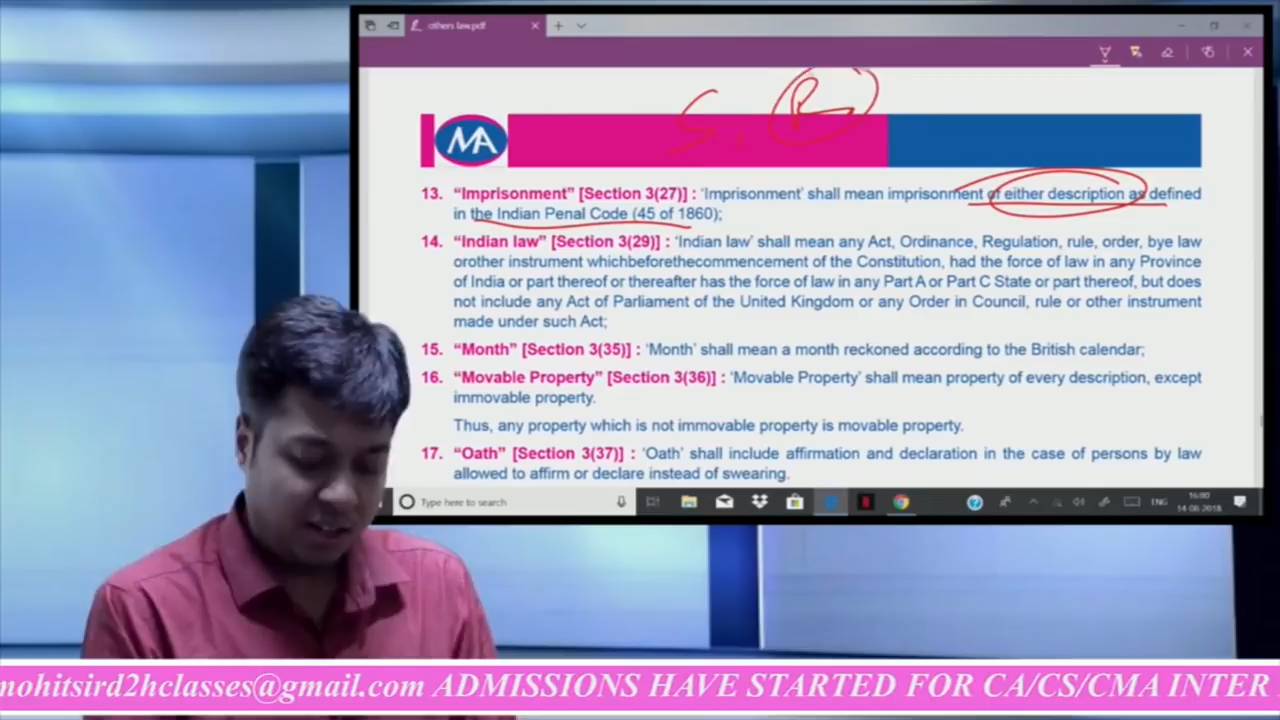 others law.pdf
S, R
MA
13. “Imprisonment” [Section 3(27)] : ‘Imprisonment’ shall mean imprisonment of either description as defined
in the Indian Penal Code (45 of 1860);
14. “Indian law” [Section 3(29)] : ‘Indian law’ shall mean any Act, Ordinance, Regulation, rule, order, bye law
orother instrument whichbeforethecommencement of the Constitution, had the force of law in any Province
of India or part thereof or thereafter has the force of law in any Part A or Part C State or part thereof, but does
not include any Act of Parliament of the United Kingdom or any Order in Council, rule or other instrument
made under such Act;
15. “Month” [Section 3(35)] : ‘Month’ shall mean a month reckoned according to the British calendar;
16. “Movable Property” [Section 3(36)] : ‘Movable Property’ shall mean property of every description, except
immovable property.
Thus, any property which is not immovable property is movable property.
17. “Oath” [Section 3(37)] : ‘Oath’ shall include affirmation and declaration in the case of persons by law
allowed to affirm or declare instead of swearing.
Type here to search
ENG
16:00
14-08-2018
nohitsird2hclasses@gmail.com ADMISSIONS HAVE STARTED FOR CA/CS/CMA INTER